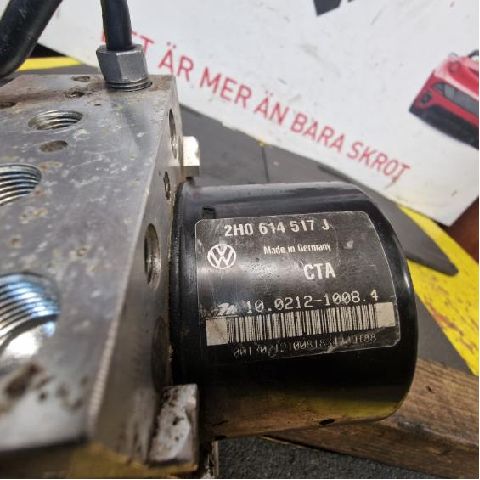 ET ÄR MER ÄN BARA SKROT
2H0 614 517 J
Made in Germany
CTA
10.0212-1008.4